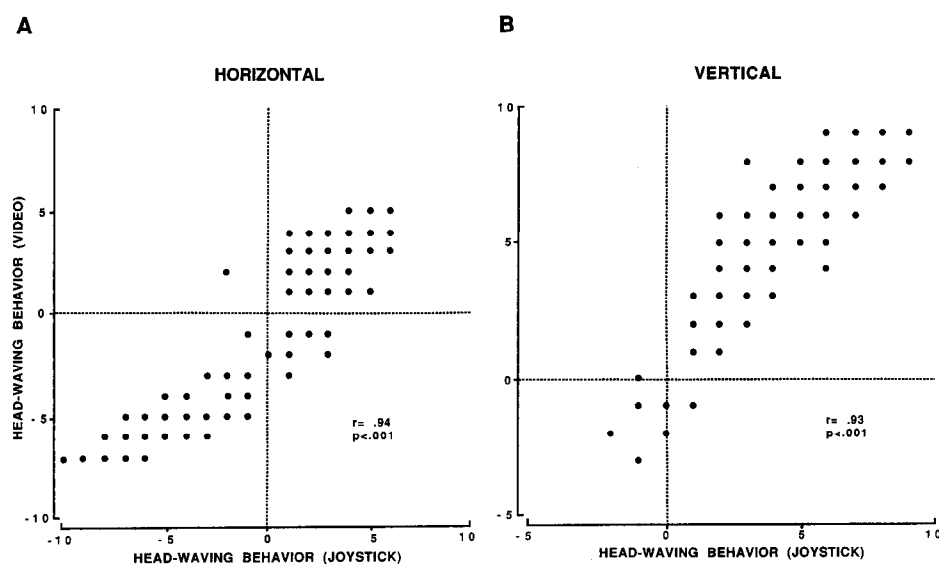 A
HORIZONTAL
10
5
0
-5
-10
-10
-5
0
5
10
HEAD-WAVING BEHAVIOR (VIDEO)
HEAD-WAVING BEHAVIOR (JOYSTICK)
r= .94
p<.001
B
VERTICAL
10
5
0
-5
-5
0
5
10
HEAD-WAVING BEHAVIOR (JOYSTICK)
r= .93
p<.001